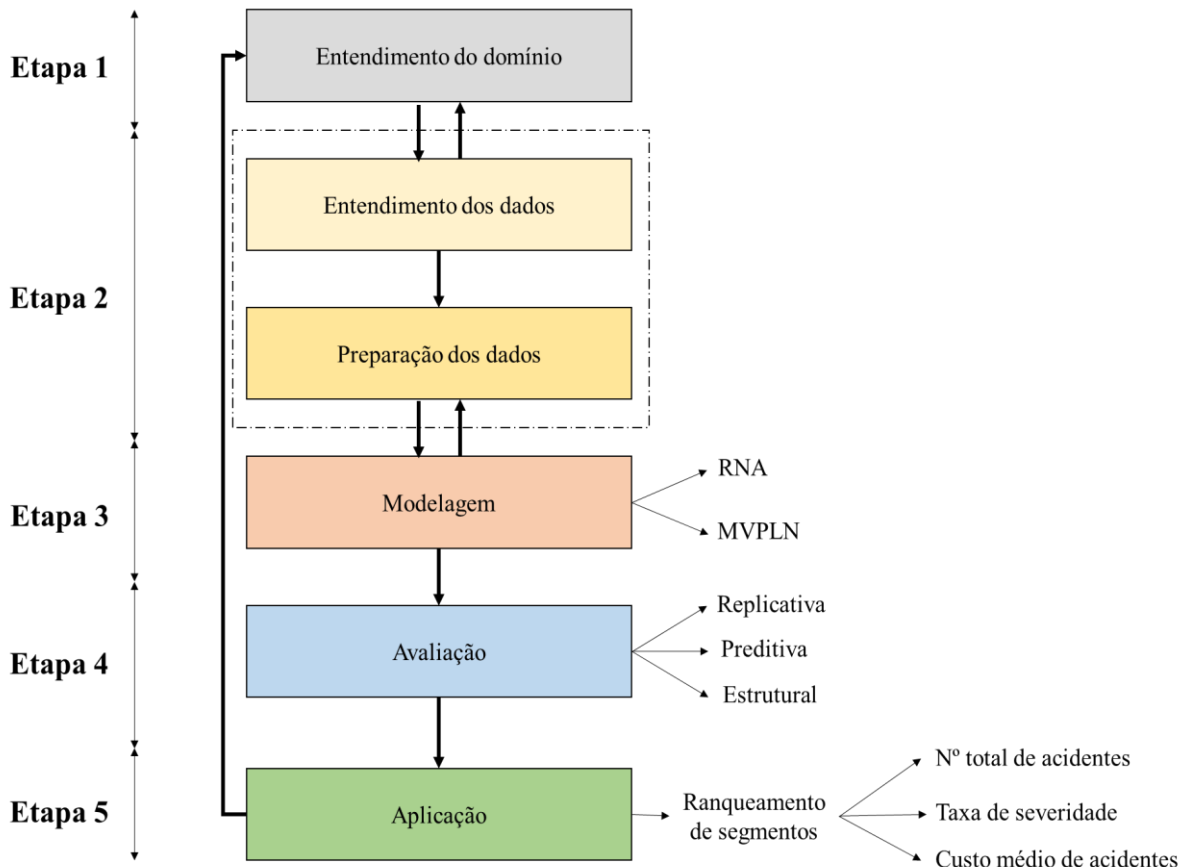 Etapa 1
Entendimento do domínio
Etapa 2
Entendimento dos dados
Preparação dos dados
Etapa 3
Modelagem
RNA
MVPLN
Etapa 4
Avaliação
Replicativa
Preditiva
Estrutural
Etapa 5
Aplicação
Ranqueamento
de segmentos
Nº total de acidentes
Taxa de severidade
Custo médio de acidentes